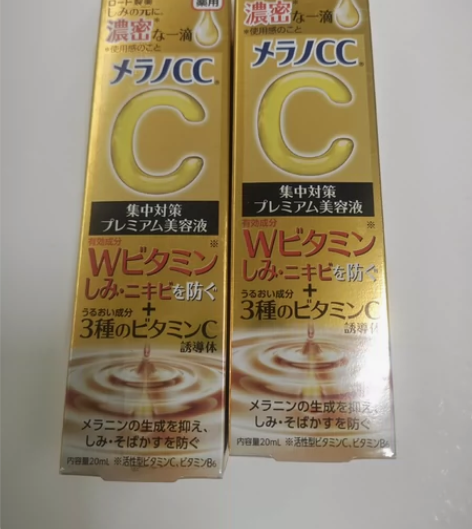 ロート製薬
薬用
しみの元に、
濃密な一滴
※使用感のこと
メラノCC
C
集中対策
プレミアム美容液
有効成分
Wビタミン※
しみ・ニキビを防ぐ
+
うるおい成分
3種のビタミンC
誘導体
メラニンの生成を抑え、
しみ・そばかすを防ぐ
内容量20mL ※活性型ビタミンC、ビタミンB6
濃密な一滴
※使用感のこと
メラノCC
C
集中対策
プレミアム美容液
有効成分
Wビタミン※
しみ・ニキビを防ぐ
+
うるおい成分
3種のビタミンC
誘導体
メラニンの生成を抑え、
しみ・そばかすを防ぐ
内容量20mL ※活性型ビタミンC、ビタミンB6